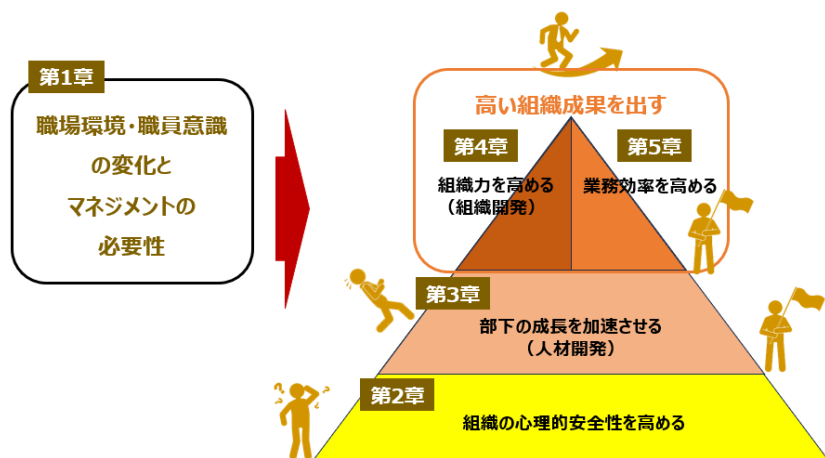 第1章
職場環境・職員意識
の変化と
マネジメントの
必要性
高い組織成果を出す
第4章
組織力を高める
（組織開発）
第5章
業務効率を高める
第3章
部下の成長を加速させる
（人材開発）
第2章
組織の心理的安全性を高める
? ? ?